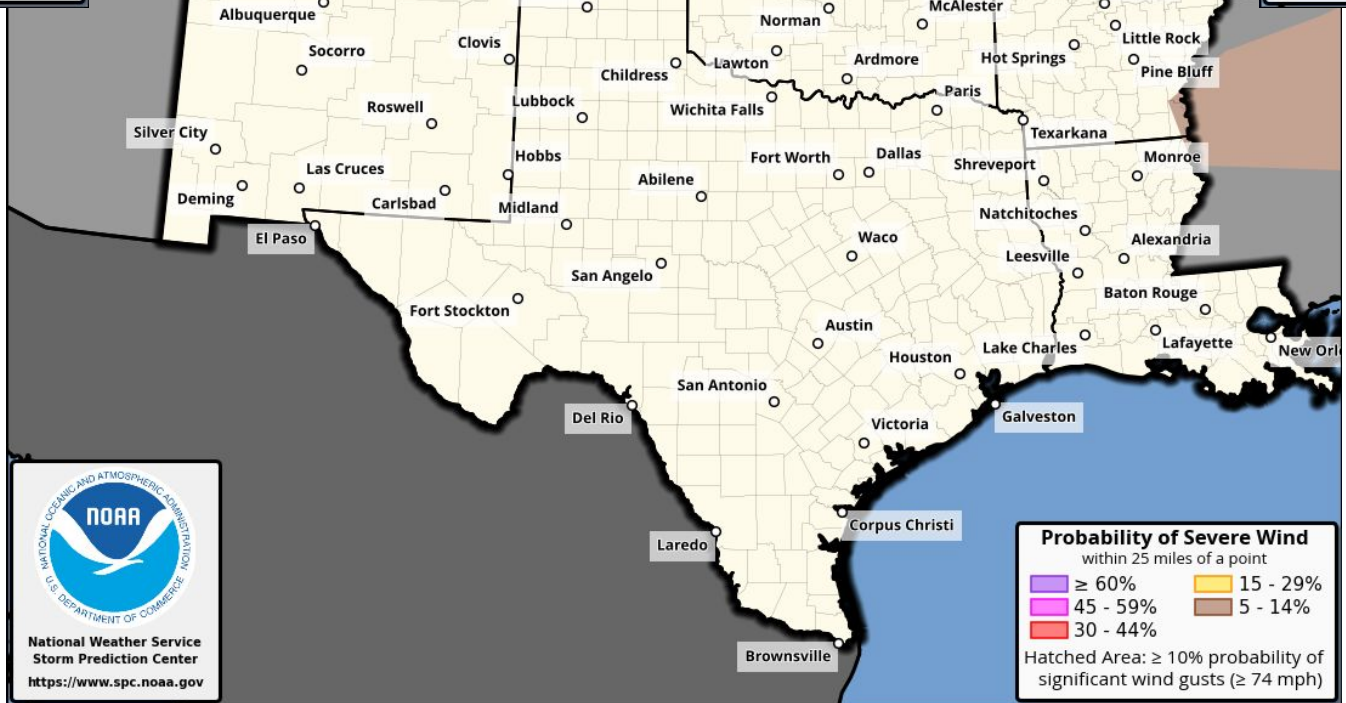 McAlester
Albuquerque
Norman
Little Rock
Socorro
Clovis
Hot Springs
Lawton
Ardmore
Childress
Pine Bluff
Paris
Roswell
Lubbock
Wichita Falls
Silver City
Texarkana
Hobbs
Fort Worth
Dallas
Monroe
Las Cruces
Shreveport
Abilene
Deming
Carlsbad
Midland
Natchitoches
El Paso
Waco
Alexandria
Leesville
San Angelo
Baton Rouge
Fort Stockton
Austin
Houston
Lake Charles
Lafayette
New Orl
San Antonio
Del Rio
Galveston
Victoria
Corpus Christi
Laredo
Brownsville
NATIONAL OCEANIC AND ATMOSPHERIC ADMINISTRATION
NOAA
U.S. DEPARTMENT OF COMMERCE
National Weather Service
Storm Prediction Center
https://www.spc.noaa.gov
Probability of Severe Wind
within 25 miles of a point
≥ 60%
15 - 29%
45 - 59%
5 - 14%
30 - 44%
Hatched Area: ≥ 10% probability of
significant wind gusts (≥ 74 mph)